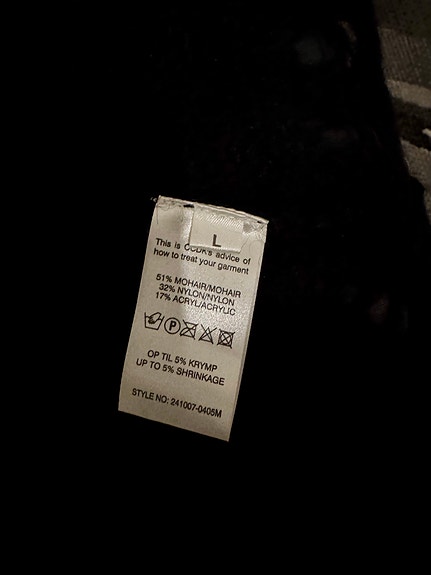 L
This is CCDK's advice of
how to treat your garment
51% MOHAIR/MOHAIR
32% NYLON/NYLON
17% ACRYL/ACRYLIC
P
OP TIL 5% KRYMP
UP TO 5% SHRINKAGE
STYLE NO: 241007-0405M